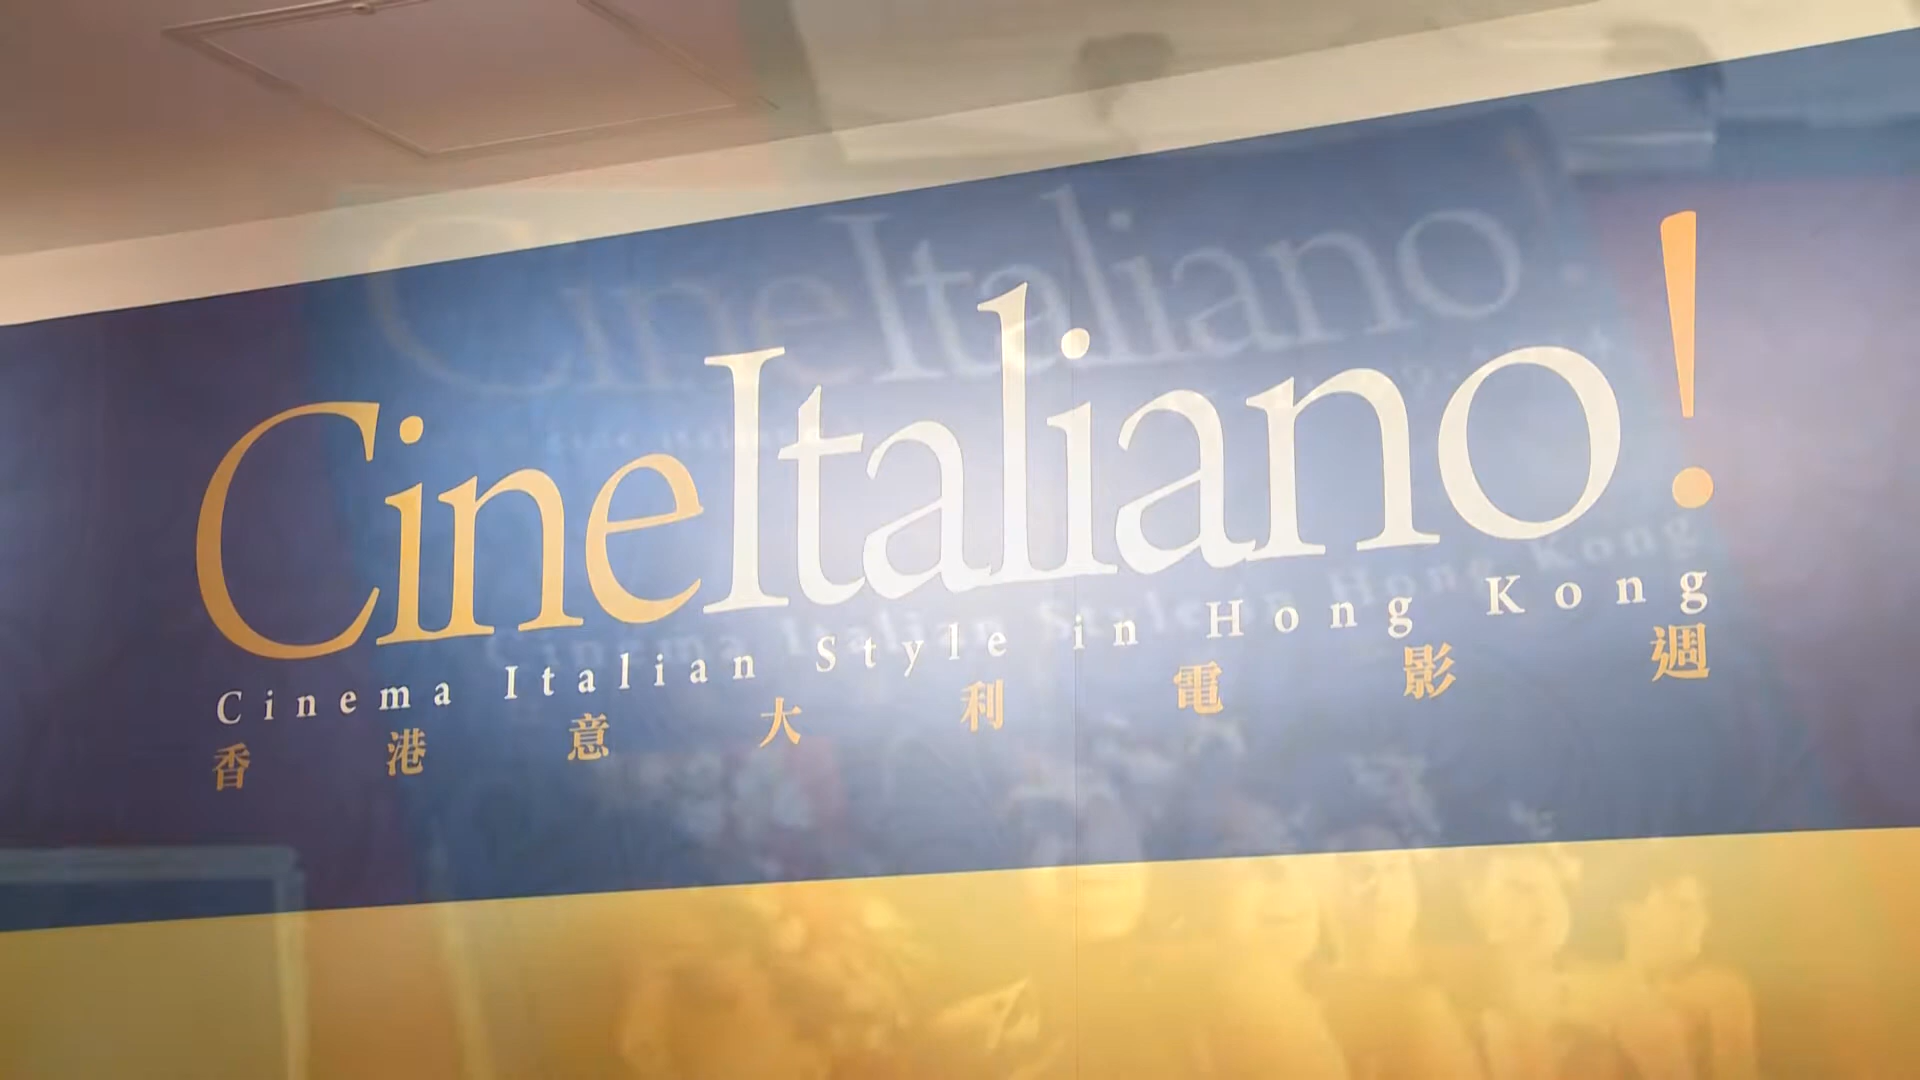 CineItaliano!
Cinema Italian Style in Hong Kong
香港意大利電影週